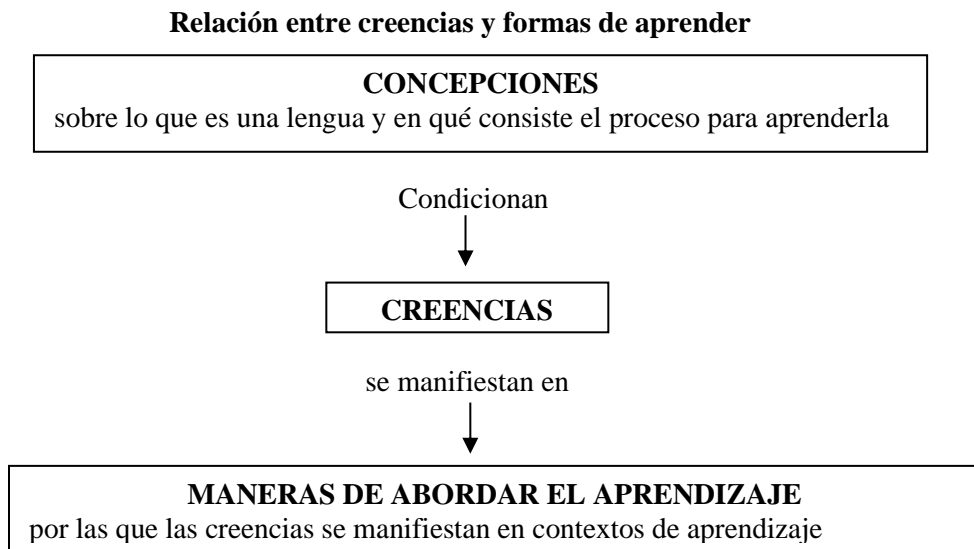 Relación entre creencias y formas de aprender
CONCEPCIONES
sobre lo que es una lengua y en qué consiste el proceso para aprenderla
Condicionan
CREENCIAS
se manifiestan en
MANERAS DE ABORDAR EL APRENDIZAJE
por las que las creencias se manifiestan en contextos de aprendizaje